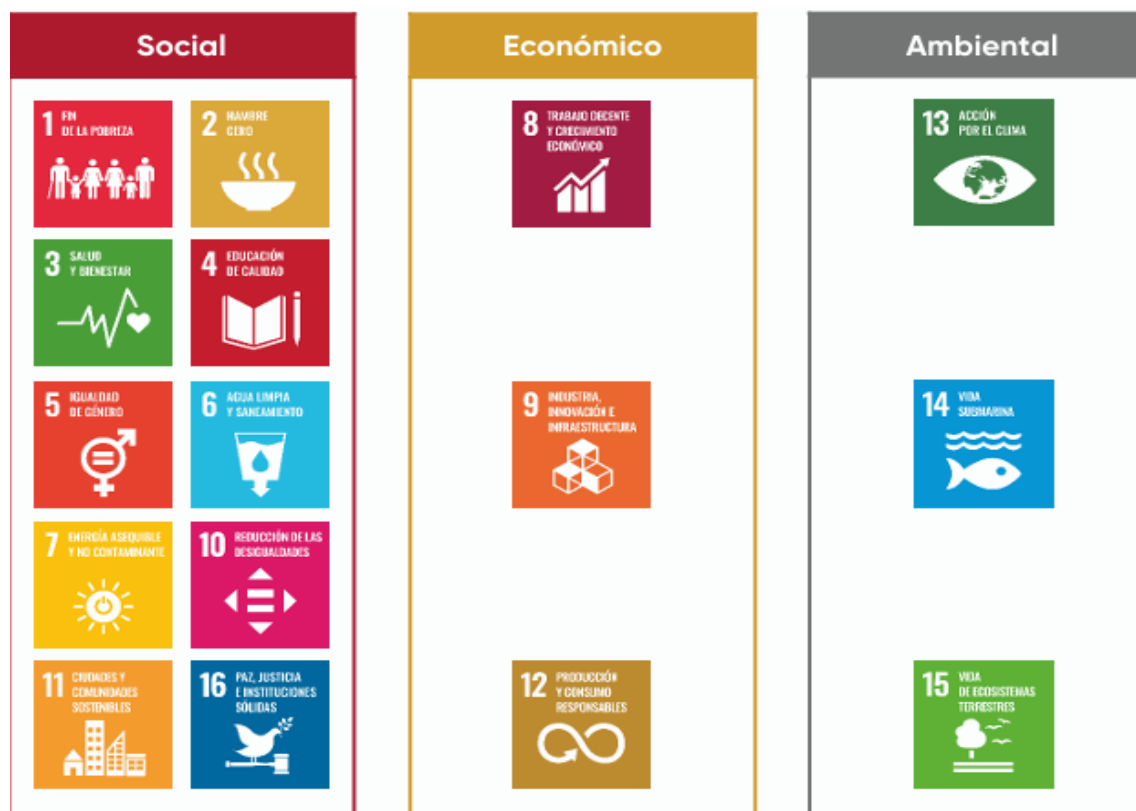 Social
1 FIN
DE LA POBREZA
2 HAMBRE
CERO
3 SALUD
Y BIENESTAR
4 EDUCACIÓN
DE CALIDAD
5 IGUALDAD
DE GÉNERO
6 AGUA LIMPIA
Y SANEAMIENTO
7 ENERGÍA ASEQUIBLE
Y NO CONTAMINANTE
10 REDUCCIÓN DE LAS
DESIGUALDADES
11 CIUDADES Y
COMUNIDADES
SOSTENIBLES
16 PAZ, JUSTICIA
E INSTITUCIONES
SÓLIDAS
Económico
8 TRABAJO DECENTE
Y CRECIMIENTO
ECONÓMICO
9 INDUSTRIA,
INNOVACIÓN E
INFRAESTRUCTURA
12 PRODUCCIÓN
Y CONSUMO
RESPONSABLES
Ambiental
13 ACCIÓN
POR EL CLIMA
14 VIDA
SUBMARINA
15 VIDA
DE ECOSISTEMAS
TERRESTRES